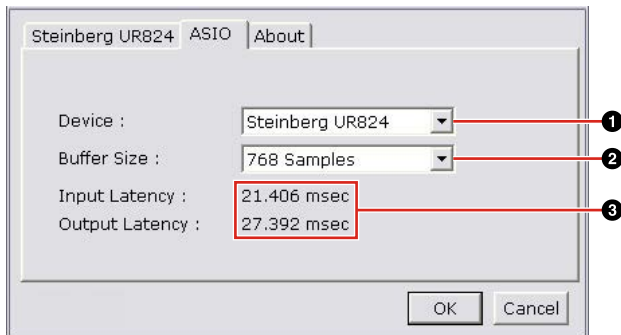 Steinberg UR824 ASIO About
Device : Steinberg UR824 1
Buffer Size : 768 Samples 2
Input Latency : 21.406 msec
Output Latency : 27.392 msec 3
OK Cancel